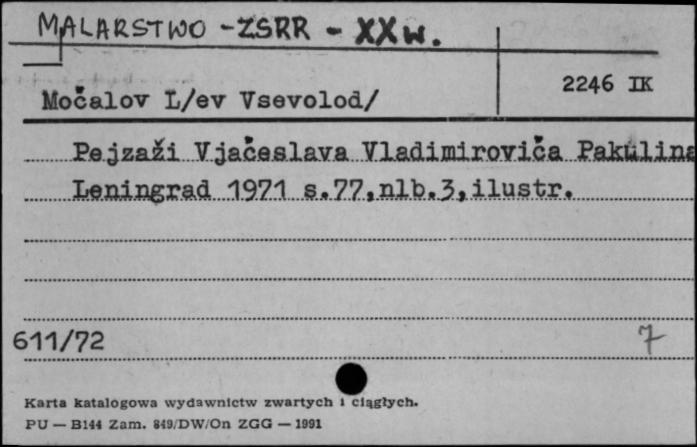 MALARSTWO - ZSRR - XX w.
2246 IK
Močalov L/ev Vsevolod/
Pejzaži Vjačeslava Vladimiroviča Pakulina
Leningrad 1971 s.77,nlb.3,ilustr.
611/72 7
Karta katalogowa wydawnictw zwartych i ciągłych.
PU — B144 Zam. 849/DW/On ZGG — 1991